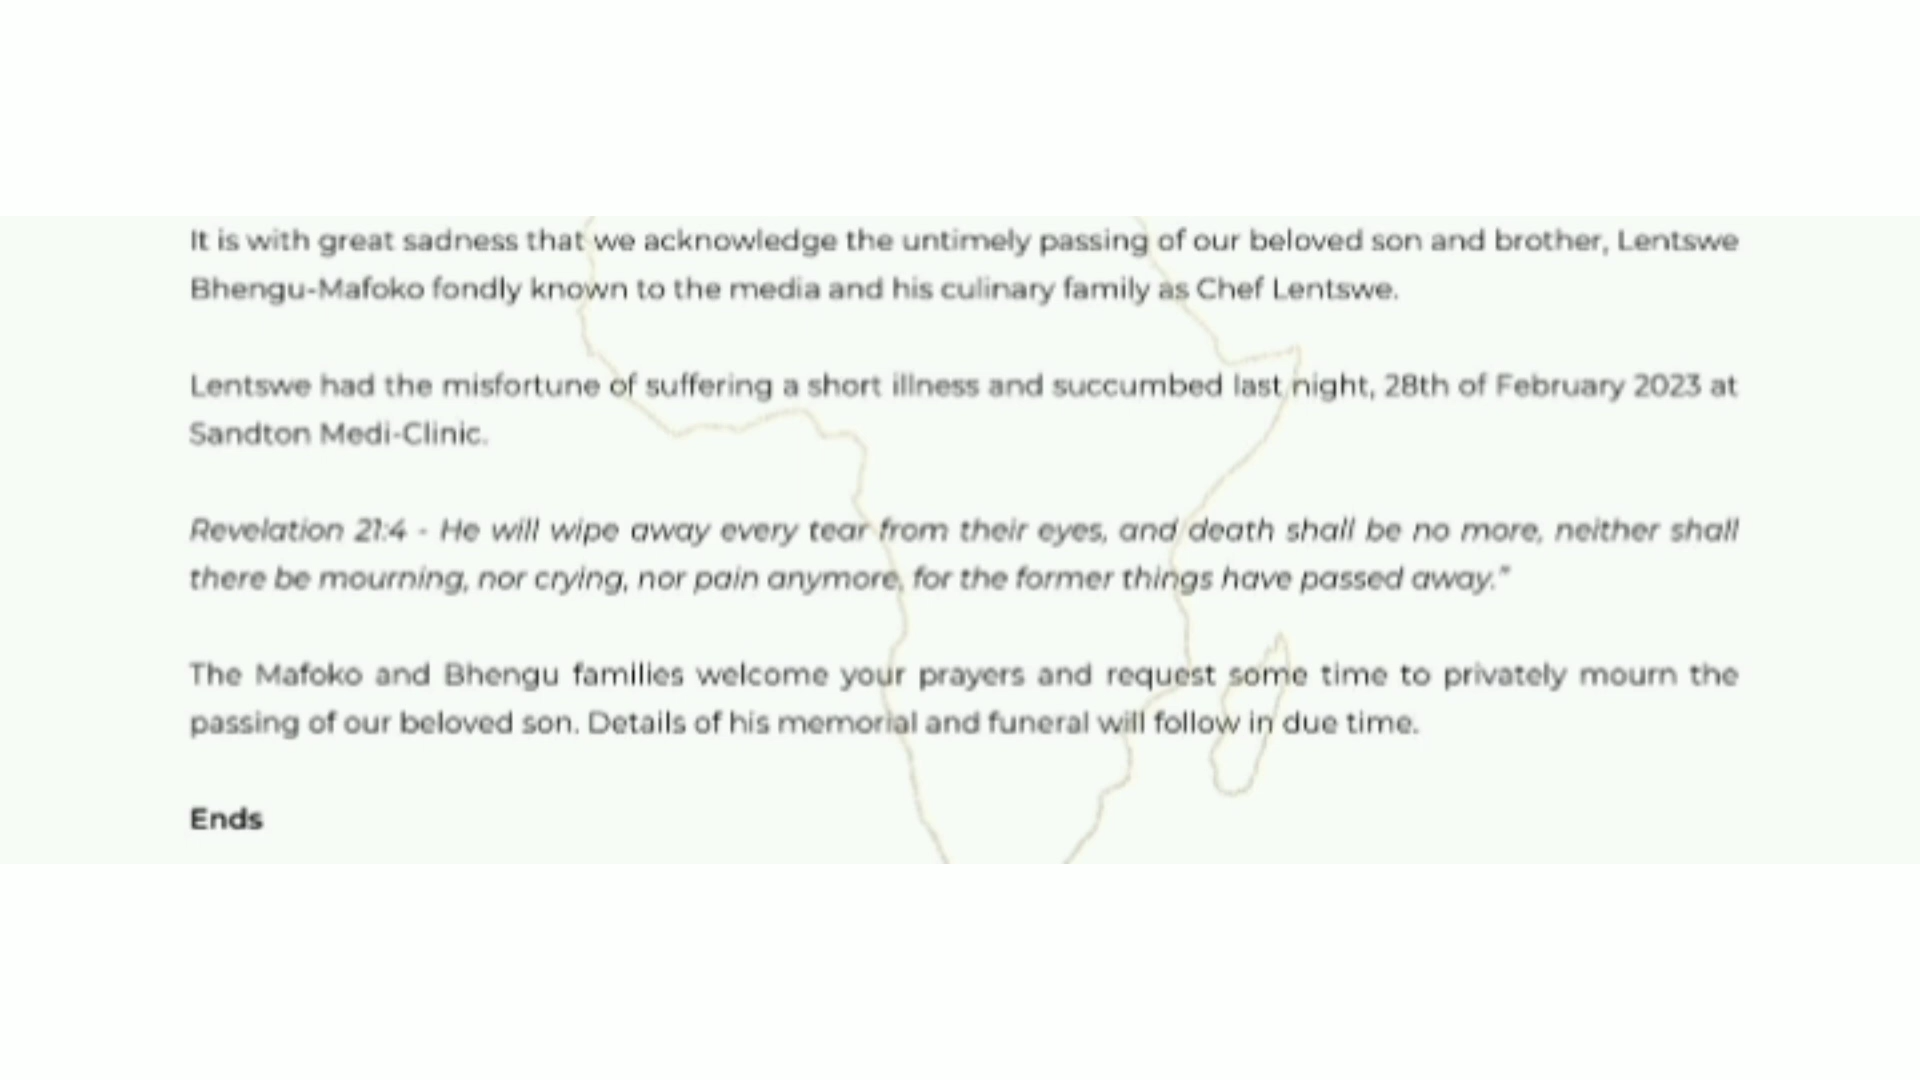 It is with great sadness that we acknowledge the untimely passing of our beloved son and brother, Lentswe
Bhengu-Mafoko fondly known to the media and his culinary family as Chef Lentswe.
Lentswe had the misfortune of suffering a short illness and succumbed last night, 28th of February 2023 at
Sandton Medi-Clinic.
Revelation 21:4 - He will wipe away every tear from their eyes, and death shall be no more, neither shall
there be mourning, nor crying, nor pain anymore, for the former things have passed away.”
The Mafoko and Bhengu families welcome your prayers and request some time to privately mourn the
passing of our beloved son. Details of his memorial and funeral will follow in due time.
Ends